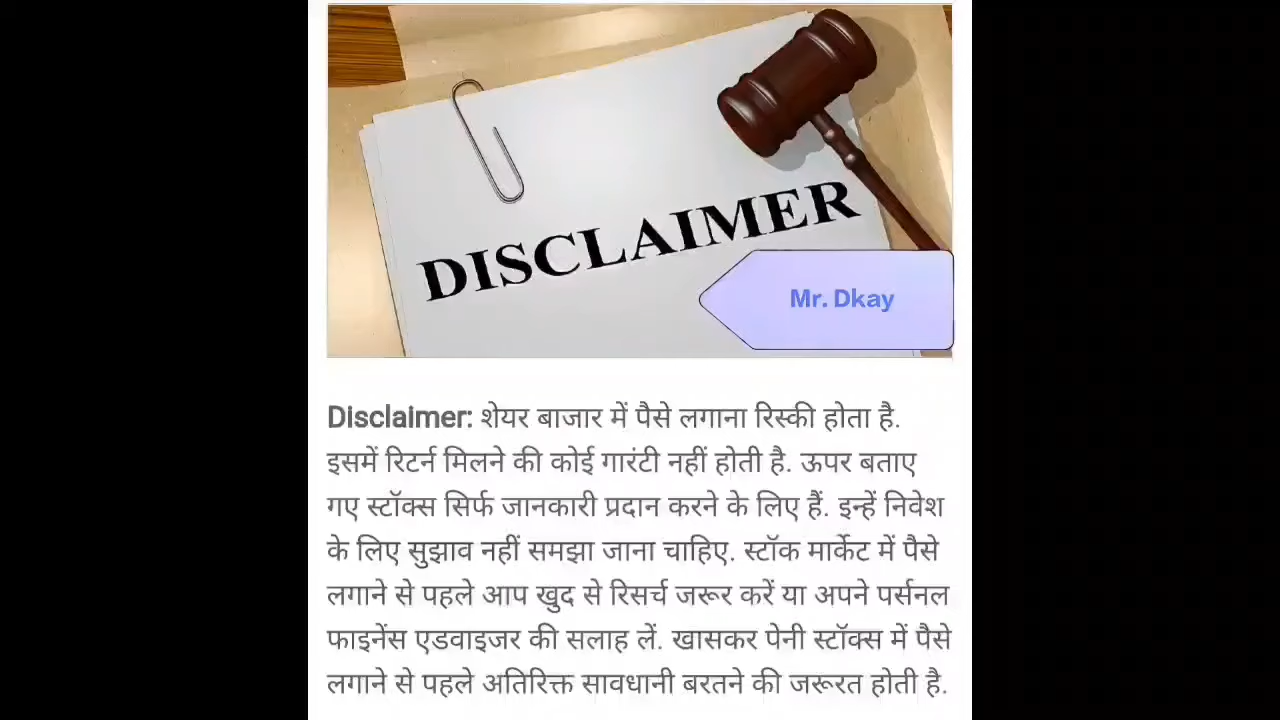 DISCLAIMER
Mr. Dkay
Disclaimer: शेयर बाजार में पैसे लगाना रिस्की होता है.
इसमें रिटर्न मिलने की कोई गारंटी नहीं होती है. ऊपर बताए
गए स्टॉक्स सिर्फ जानकारी प्रदान करने के लिए हैं. इन्हें निवेश
के लिए सुझाव नहीं समझा जाना चाहिए. स्टॉक मार्केट में पैसे
लगाने से पहले आप खुद से रिसर्च जरूर करें या अपने पर्सनल
फाइनेंस एडवाइजर की सलाह लें. खासकर पेनी स्टॉक्स में पैसे
लगाने से पहले अतिरिक्त सावधानी बरतने की जरूरत होती है.